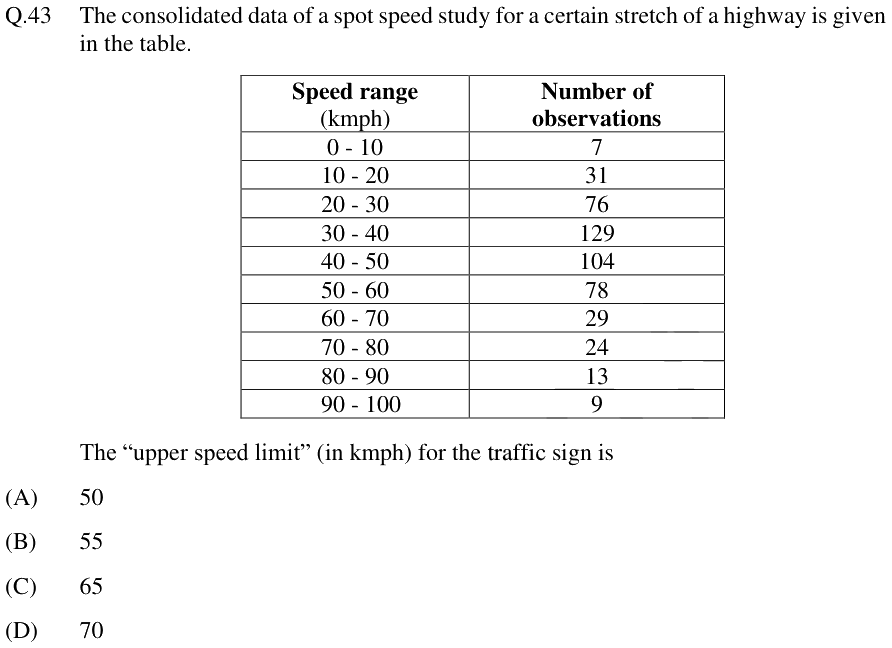 Q.43 The consolidated data of a spot speed study for a certain stretch of a highway is given
in the table.
Speed range Number of
(kmph) observations
0 - 10 7
10 - 20 31
20 - 30 76
30 - 40 129
40 - 50 104
50 - 60 78
60 - 70 29
70 - 80 24
80 - 90 13
90 - 100 9
The “upper speed limit” (in kmph) for the traffic sign is
(A) 50
(B) 55
(C) 65
(D) 70